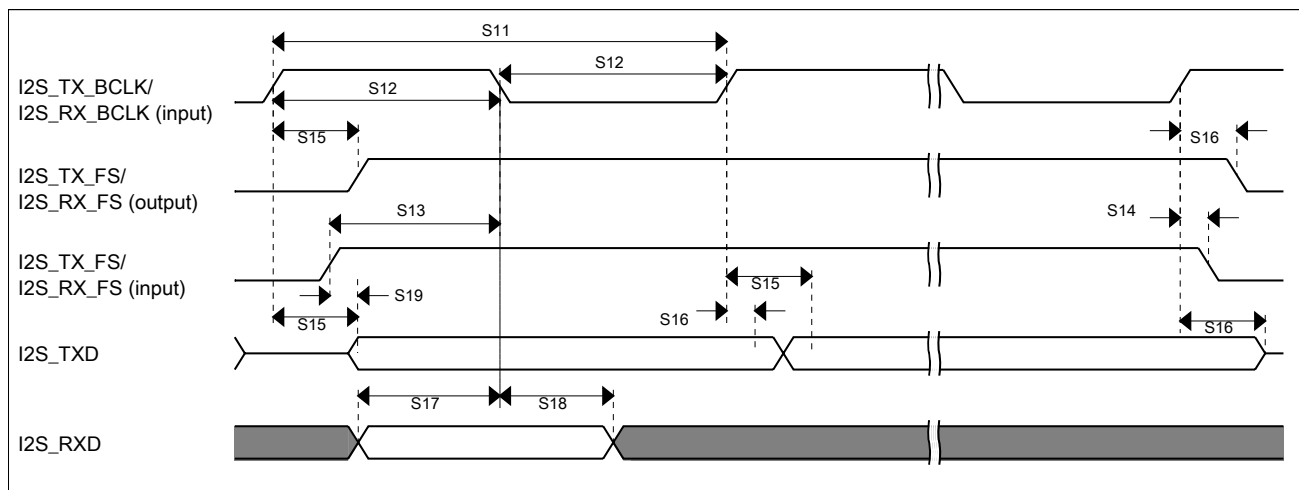 S11
S12
I2S_TX_BCLK/
I2S_RX_BCLK (input)
S12
S15
S16
I2S_TX_FS/
I2S_RX_FS (output)
S13
S14
I2S_TX_FS/
I2S_RX_FS (input)
S15
S19
S15
S16
S16
I2S_TXD
S17
S18
I2S_RXD